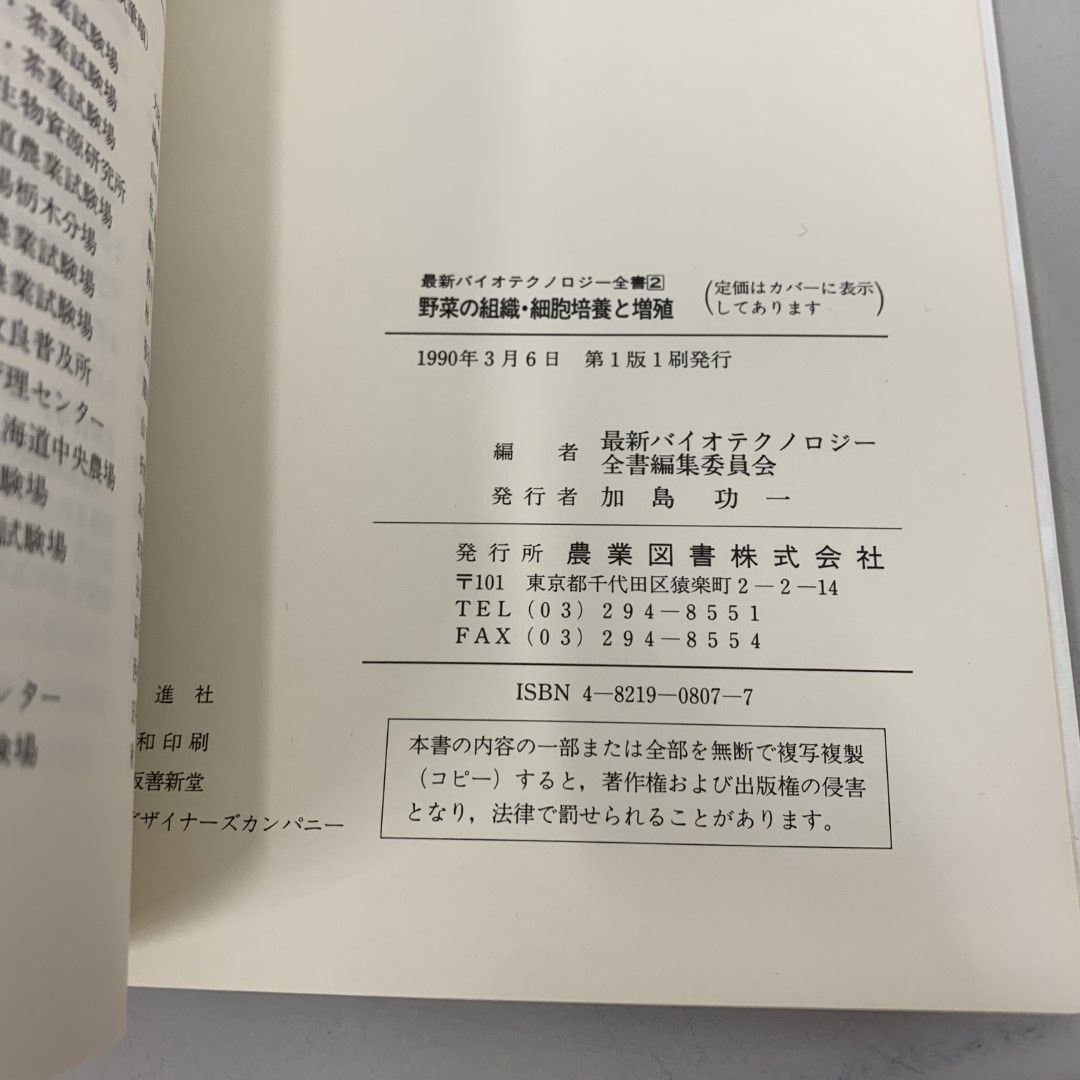 最新バイオテクノロジー全書2
野菜の組織・細胞培養と増殖
(定価はカバーに表示
してあります)
1990年3月6日 第1版1刷発行
編者 最新バイオテクノロジー
全書編集委員会
発行者 加島功一
発行所 農業図書株式会社
〒101 東京都千代田区猿楽町2-2-14
TEL(03)294-8551
FAX(03)294-8554
ISBN 4-8219-0807-7
本書の内容の一部または全部を無断で複写複製
(コピー)すると,著作権および出版権の侵害
となり,法律で罰せられることがあります。
進社
和印刷
善新堂
デザイナーズカンパニー
業試験場
・茶業試験場
・茶業試験場
生物資源研究所
道農業試験場
場栃木分場
農業試験場
農業試験場
良普及所
管理センター
海道中央農場
験場
試験場
ンター
験場